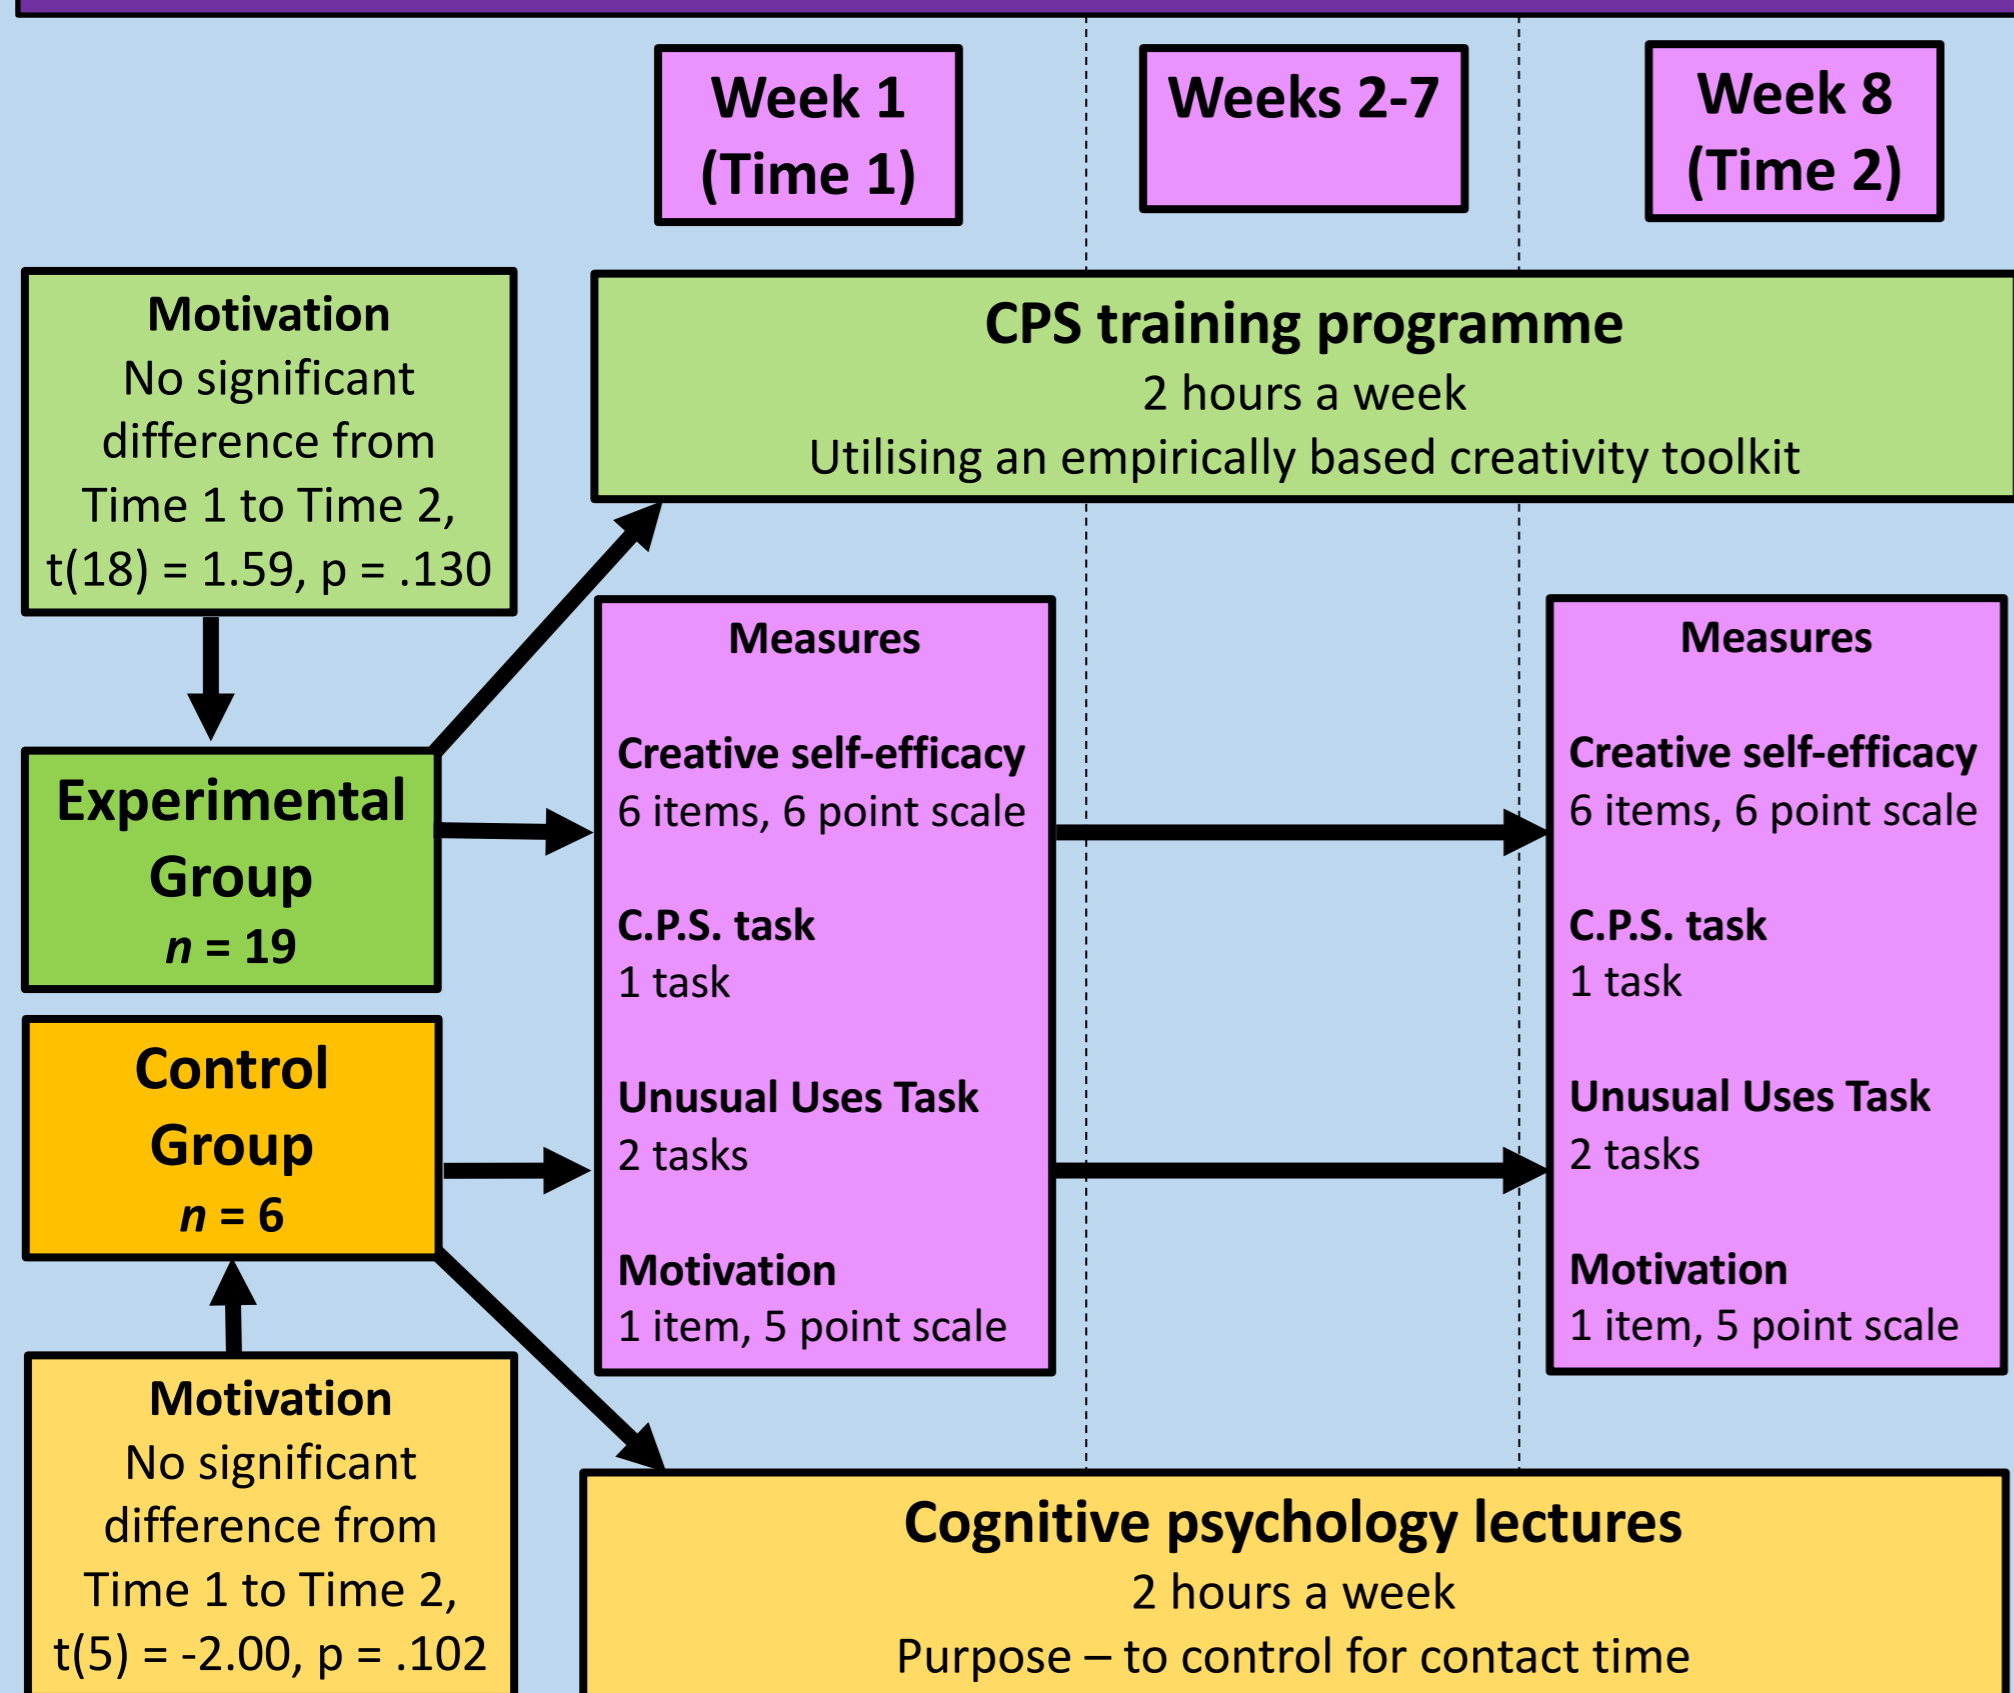 Week 1
(Time 1)
Weeks 2-7
Week 8
(Time 2)
Motivation
No significant
difference from
Time 1 to Time 2,
t(18) = 1.59, p = .130
CPS training programme
2 hours a week
Utilising an empirically based creativity toolkit
Experimental
Group
n = 19
Control
Group
n = 6
Measures
Creative self-efficacy
6 items, 6 point scale
C.P.S. task
1 task
Unusual Uses Task
2 tasks
Motivation
1 item, 5 point scale
Measures
Creative self-efficacy
6 items, 6 point scale
C.P.S. task
1 task
Unusual Uses Task
2 tasks
Motivation
1 item, 5 point scale
Motivation
No significant
difference from
Time 1 to Time 2,
t(5) = -2.00, p = .102
Cognitive psychology lectures
2 hours a week
Purpose – to control for contact time